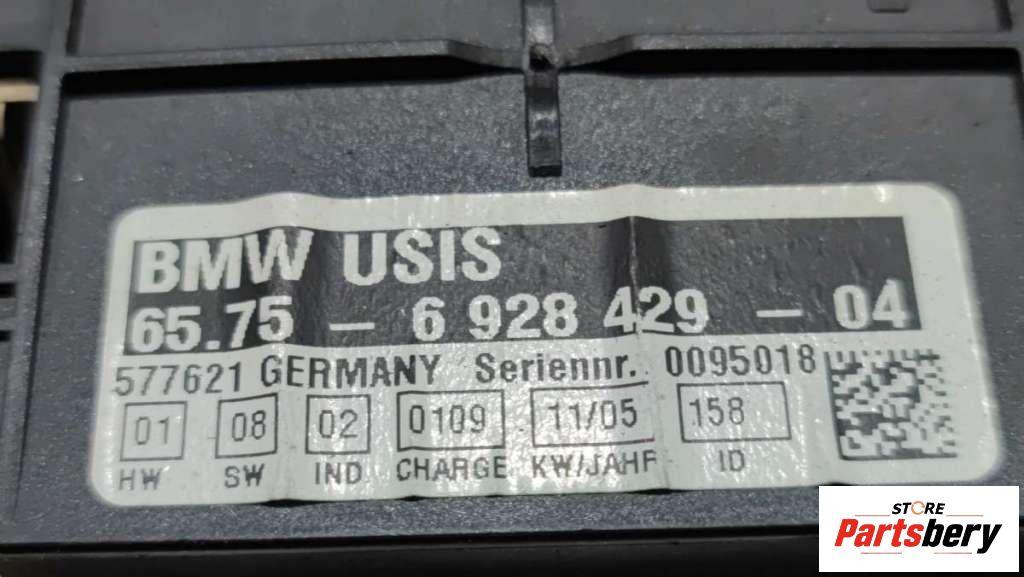 BMW USIS
65.75 - 6 928 429 - 04
577621 GERMANY Seriennr. 0095018
01 08 02 0109 11/05 158
HW SW IND CHARGE KW/JAHR ID
STORE
Partsbery